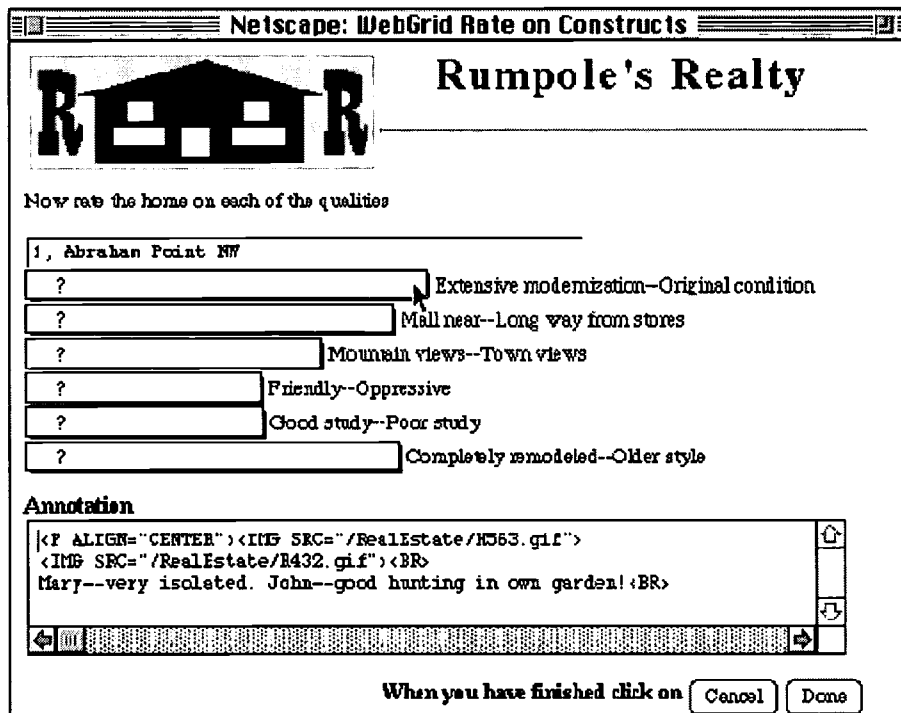 Netscape: WebGrid Rate on Constructs
R R
Rumpole's Realty
Now rate the home on each of the qualities
1, Abrahan Point NW
? Extensive modernization--Original condition
? Mall near--Long way from stores
? Mountain views--Town views
? Friendly--Oppressive
? Good study--Poor study
? Completely remodeled--Older style
Annotation
<P ALIGN="CENTER"><IMG SRC="/RealEstate/H563.gif">
<IMG SRC="/RealEstate/R432.gif"><BR>
Mary--very isolated. John--good hunting in own garden!<BR>
When you have finished click on Cancel Done